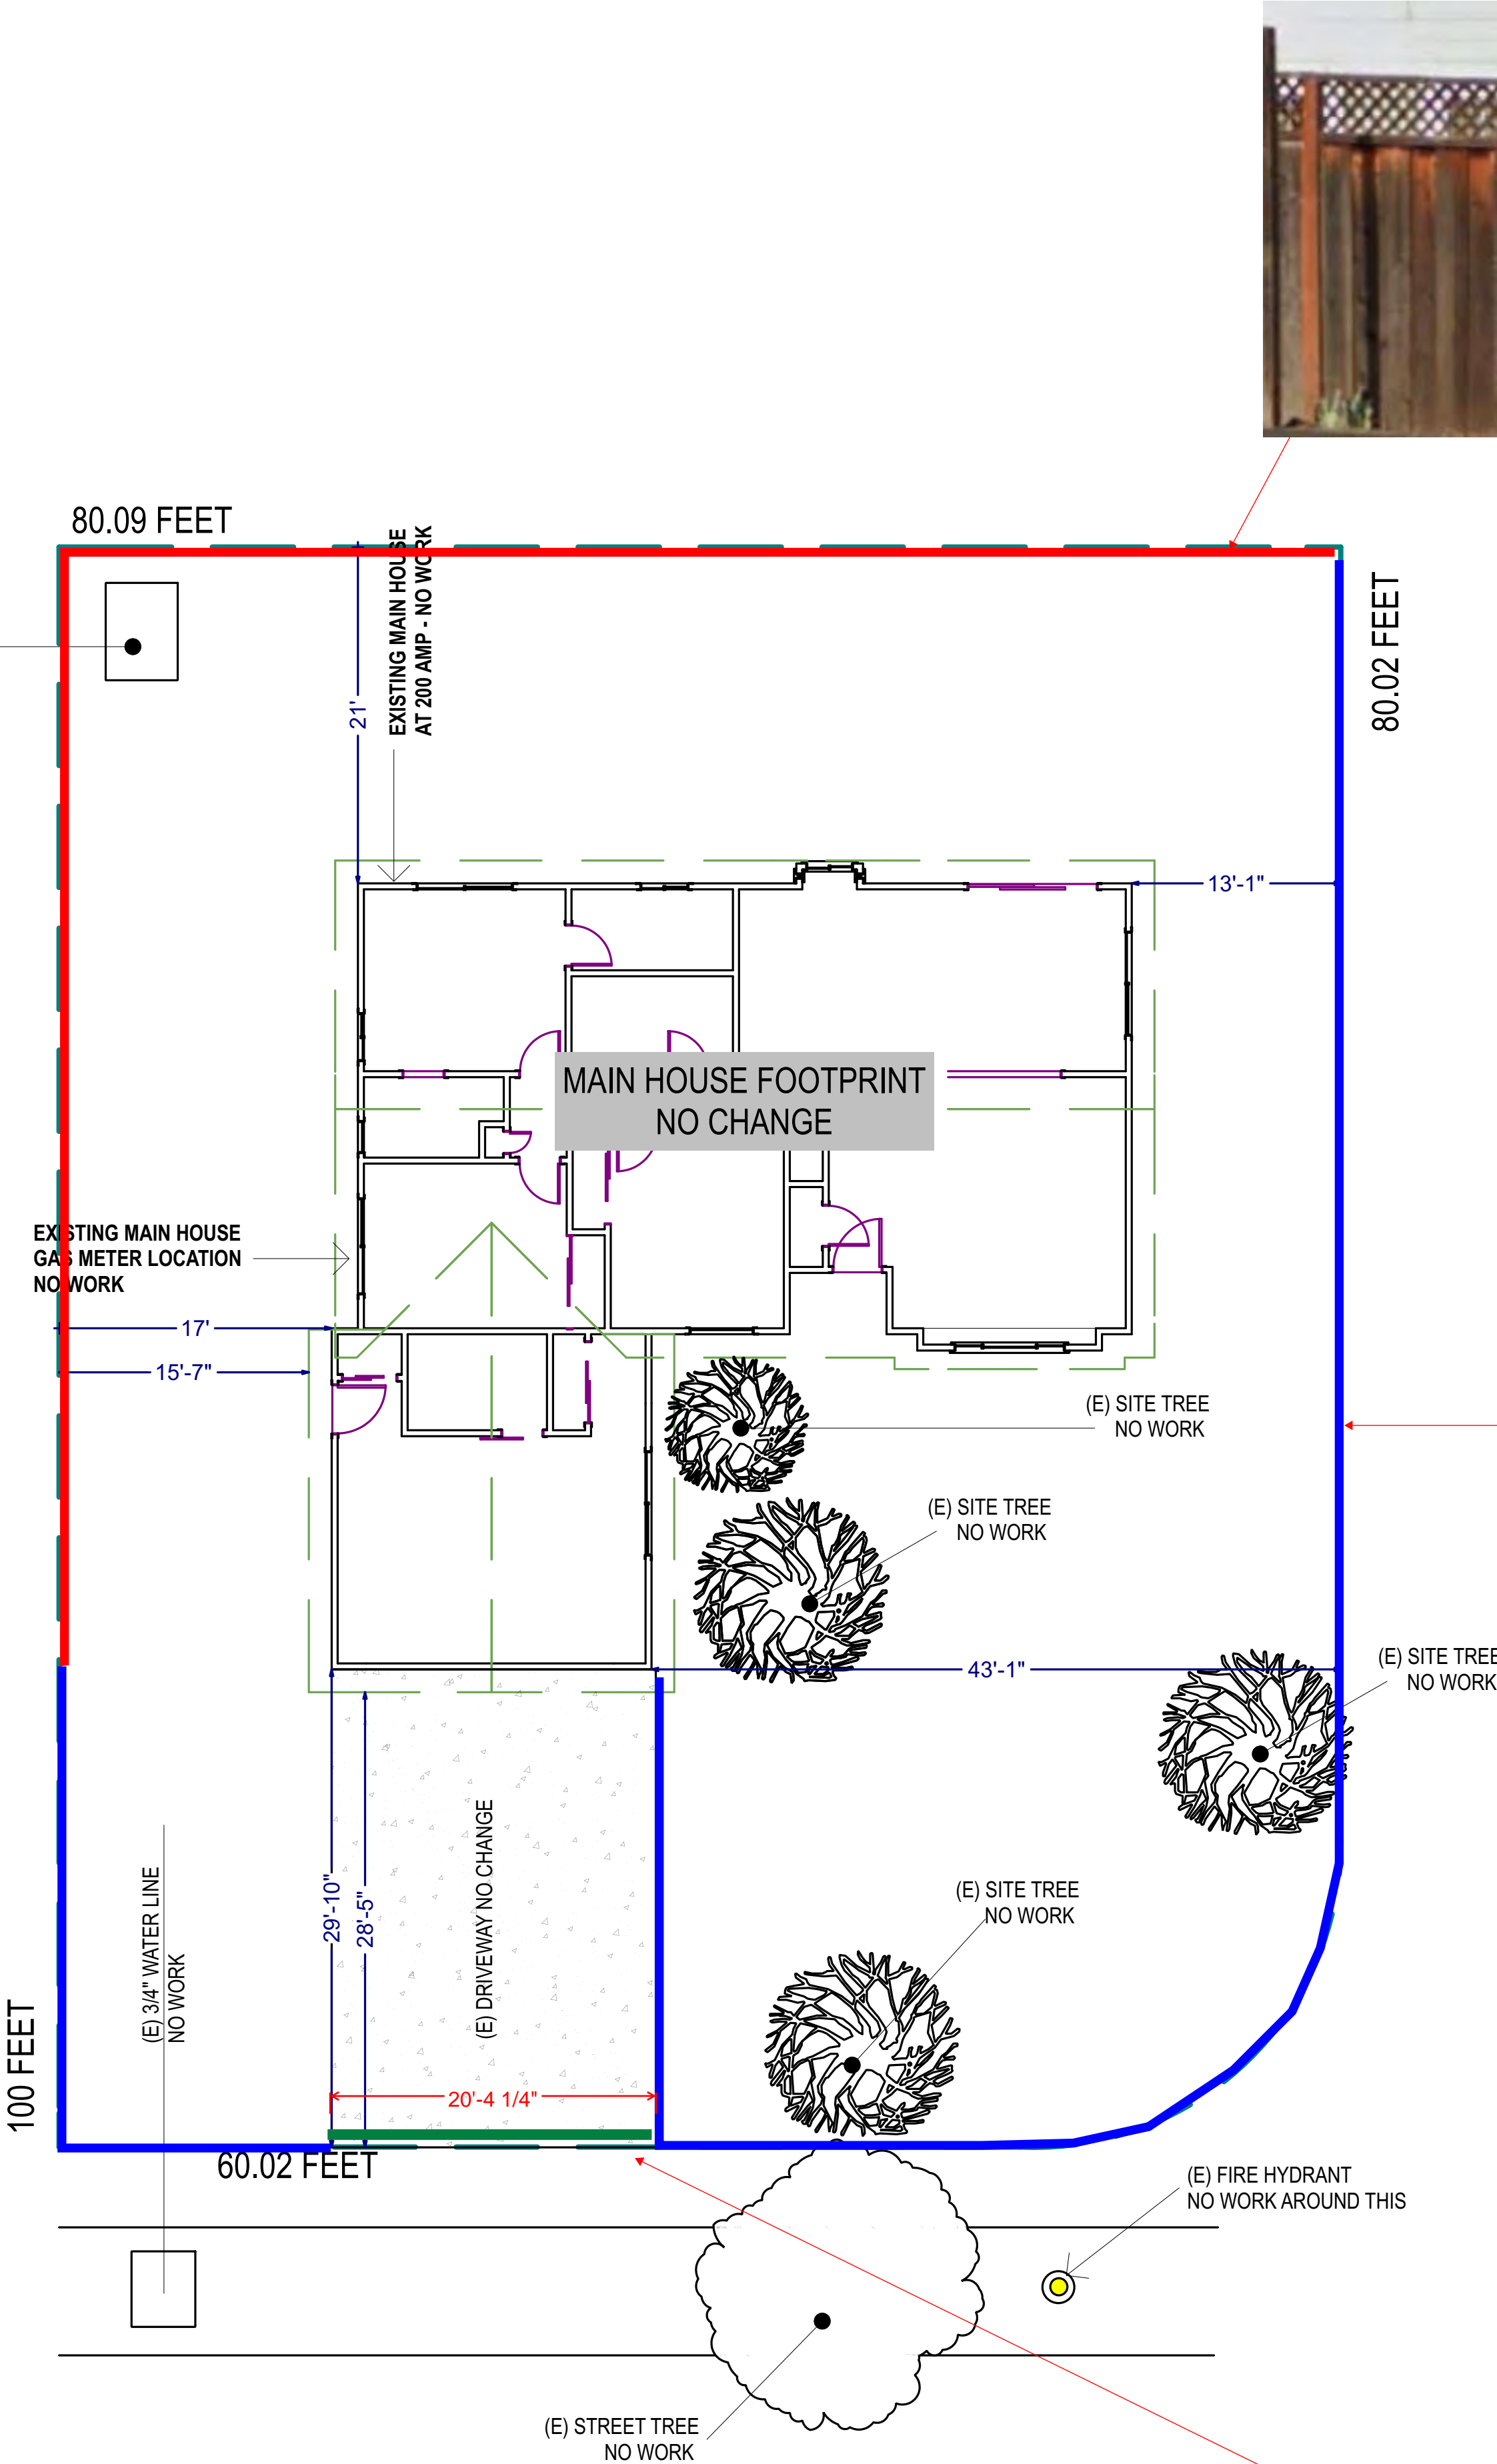 80.09 FEET
EXISTING MAIN HOUSE
AT 200 AMP - NO WORK
80.02 FEET
21'
13'-1"
MAIN HOUSE FOOTPRINT
NO CHANGE
EXISTING MAIN HOUSE
GAS METER LOCATION
NO WORK
17'
15'-7"
(E) SITE TREE
NO WORK
(E) SITE TREE
NO WORK
43'-1"
(E) SITE TREE
NO WORK
(E) SITE TREE
NO WORK
29'-10"
28'-5"
(E) DRIVEWAY NO CHANGE
(E) 3/4" WATER LINE
NO WORK
100 FEET
20'-4 1/4"
60.02 FEET
(E) FIRE HYDRANT
NO WORK AROUND THIS
(E) STREET TREE
NO WORK